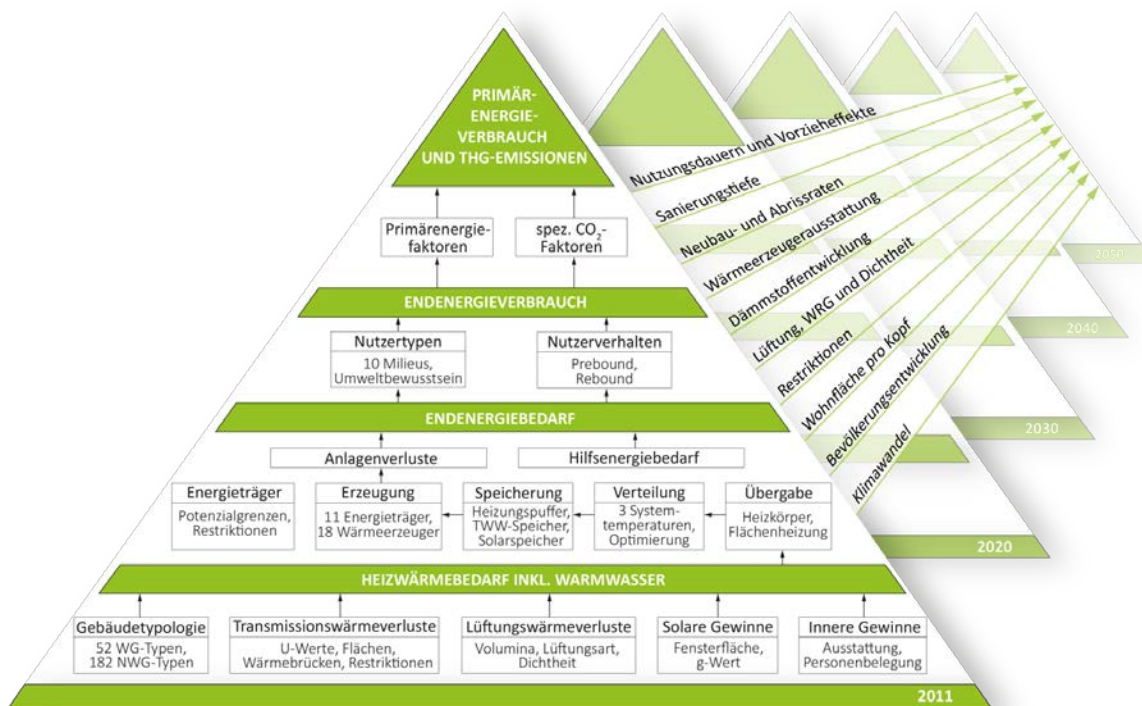 PRIMÄR-
ENERGIE-
VERBRAUCH
UND THG-EMISSIONEN
Primärenergie-
faktoren
spez. CO₂-
Faktoren
ENDENERGIEVERBRAUCH
Nutzertypen
10 Milieus,
Umweltbewusstsein
Nutzerverhalten
Prebound,
Rebound
ENDENERGIEBEDARF
Anlagenverluste
Hilfsenergiebedarf
Energieträger
Potenzialgrenzen,
Restriktionen
Erzeugung
11 Energieträger,
18 Wärmeerzeuger
Speicherung
Heizungspuffer,
TWW-Speicher,
Solarspeicher
Verteilung
3 System-
temperaturen,
Optimierung
Übergabe
Heizkörper,
Flächenheizung
HEIZWÄRMEBEDARF INKL. WARMWASSER
Gebäudetypologie
52 WG-Typen,
182 NWG-Typen
Transmissionswärmeverluste
U-Werte, Flächen,
Wärmebrücken, Restriktionen
Lüftungswärmeverluste
Volumina, Lüftungsart,
Dichtheit
Solare Gewinne
Fensterfläche,
g-Wert
Innere Gewinne
Ausstattung,
Personenbelegung
2011
Nutzungsdauern und Vorzieheffekte
Sanierungstiefe
Neubau- und Abrissraten
Wärmeerzeugerausstattung
Dämmstoffentwicklung
Lüftung, WRG und Dichtheit
Restriktionen
Wohnfläche pro Kopf
Bevölkerungsentwicklung
Klimawandel
2020
2030
2040
2050